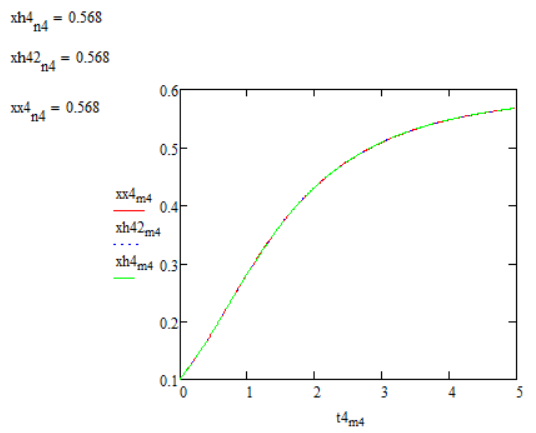 xh4n4 = 0.568
xh42n4 = 0.568
xx4n4 = 0.568
0.6
0.5
xx4m4
0.4
xh42m4
xh4m4
0.3
0.2
0.1
0 1 2 3 4 5
t4m4